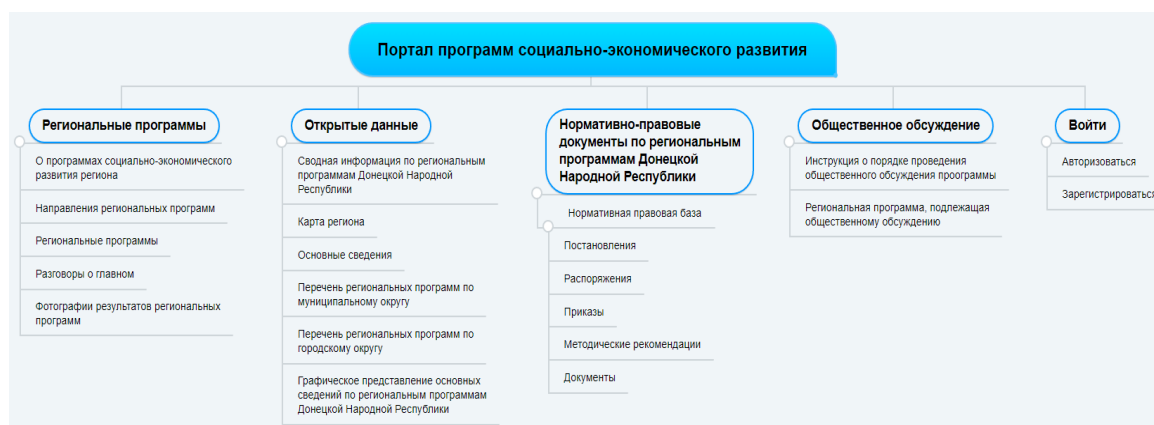 Портал программ социально-экономического развития
Региональные программы
О программах социально-экономического
развития региона
Направления региональных программ
Региональные программы
Разговоры о главном
Фотографии результатов региональных
программ
Открытые данные
Сводная информация по региональным
программам Донецкой Народной
Республики
Карта региона
Основные сведения
Перечень региональных программ по
муниципальному округу
Перечень региональных программ по
городскому округу
Графическое представление основных
сведений по региональным программам
Донецкой Народной Республики
Нормативно-правовые
документы по региональным
программам Донецкой
Народной Республики
Нормативная правовая база
Постановления
Распоряжения
Приказы
Методические рекомендации
Документы
Общественное обсуждение
Инструкция о порядке проведения
общественного обсуждения программы
Региональная программа, подлежащая
общественному обсуждению
Войти
Авторизоваться
Зарегистрироваться